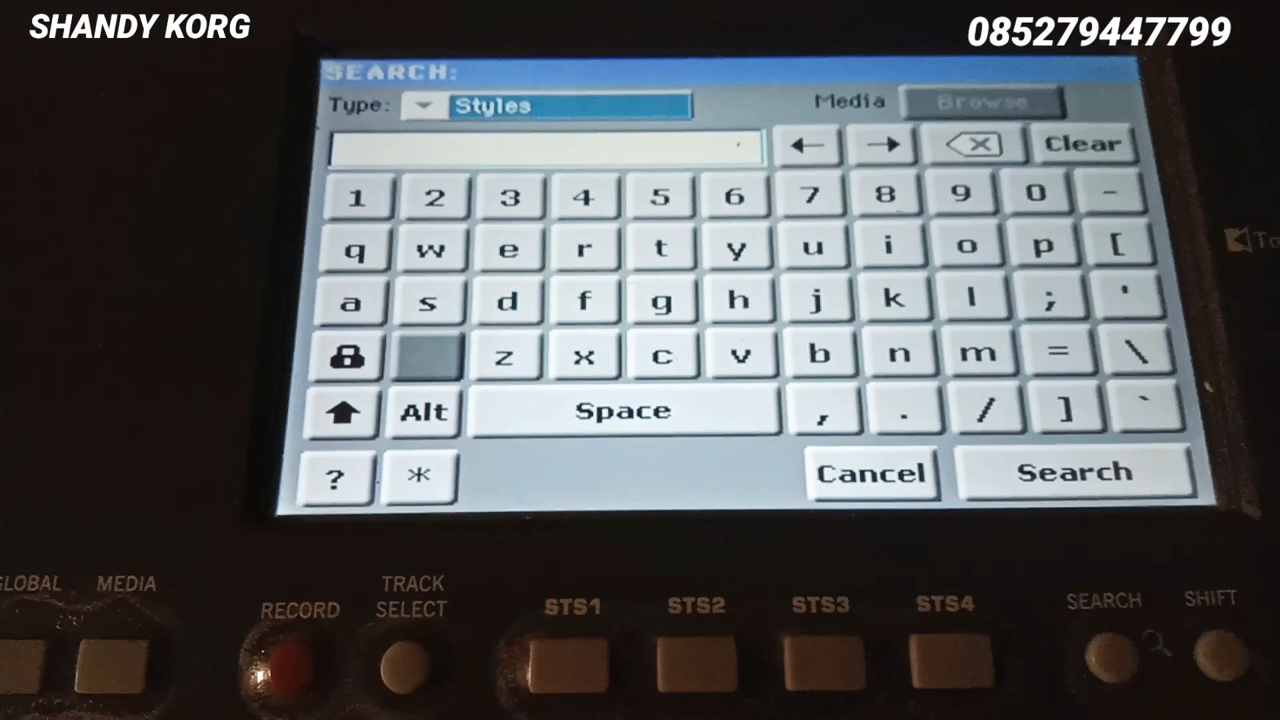 SHANDY KORG
085279447799
SEARCH:
Type: Styles
Media Browse
← → Clear
1 2 3 4 5 6 7 8 9 0 -
q w e r t y u i o p [
a s d f g h j k l ; '
z x c v b n m = \
Alt Space , . / ] `
? *
Cancel Search
GLOBAL MEDIA
RECORD
TRACK
SELECT
STS1 STS2 STS3 STS4
SEARCH SHIFT